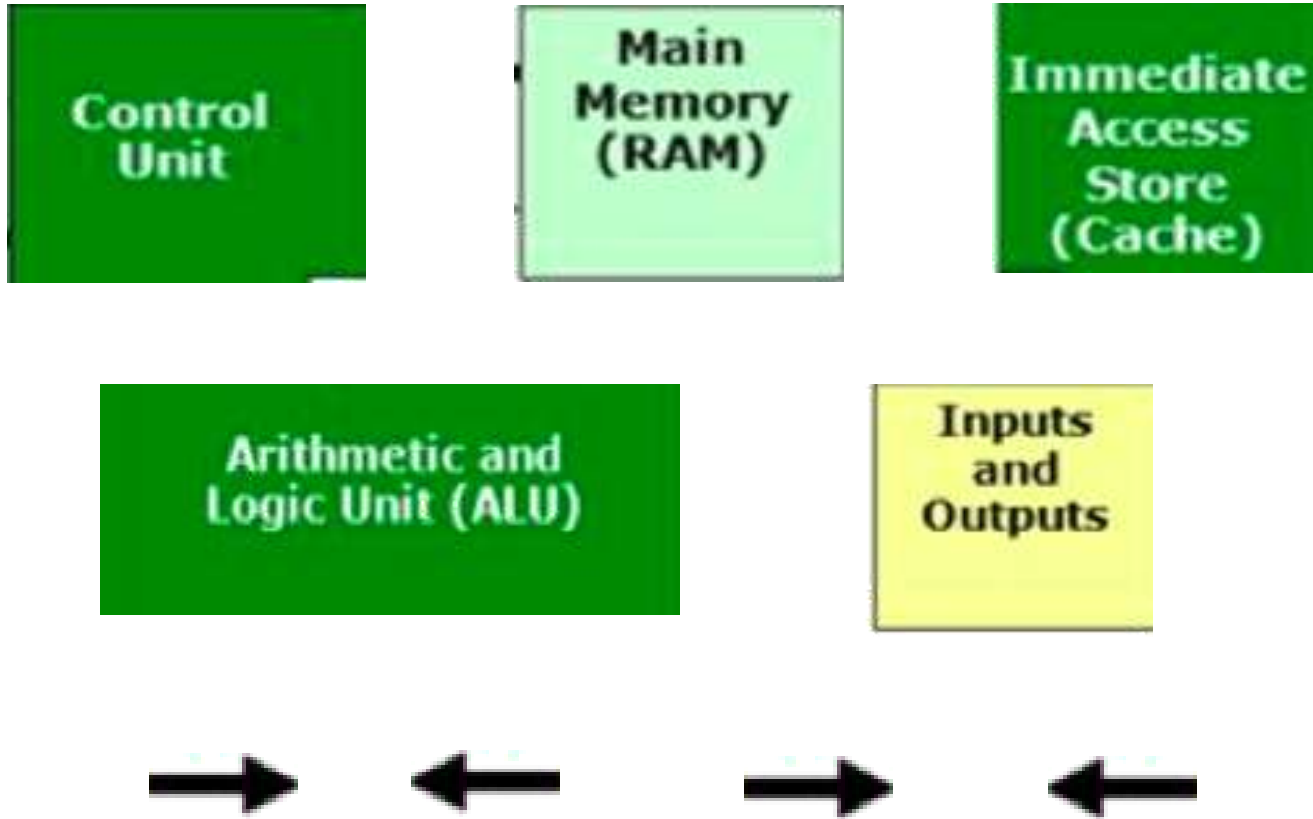 Control
Unit
Main
Memory
(RAM)
Immediate
Access
Store
(Cache)
Arithmetic and
Logic Unit (ALU)
Inputs
and
Outputs